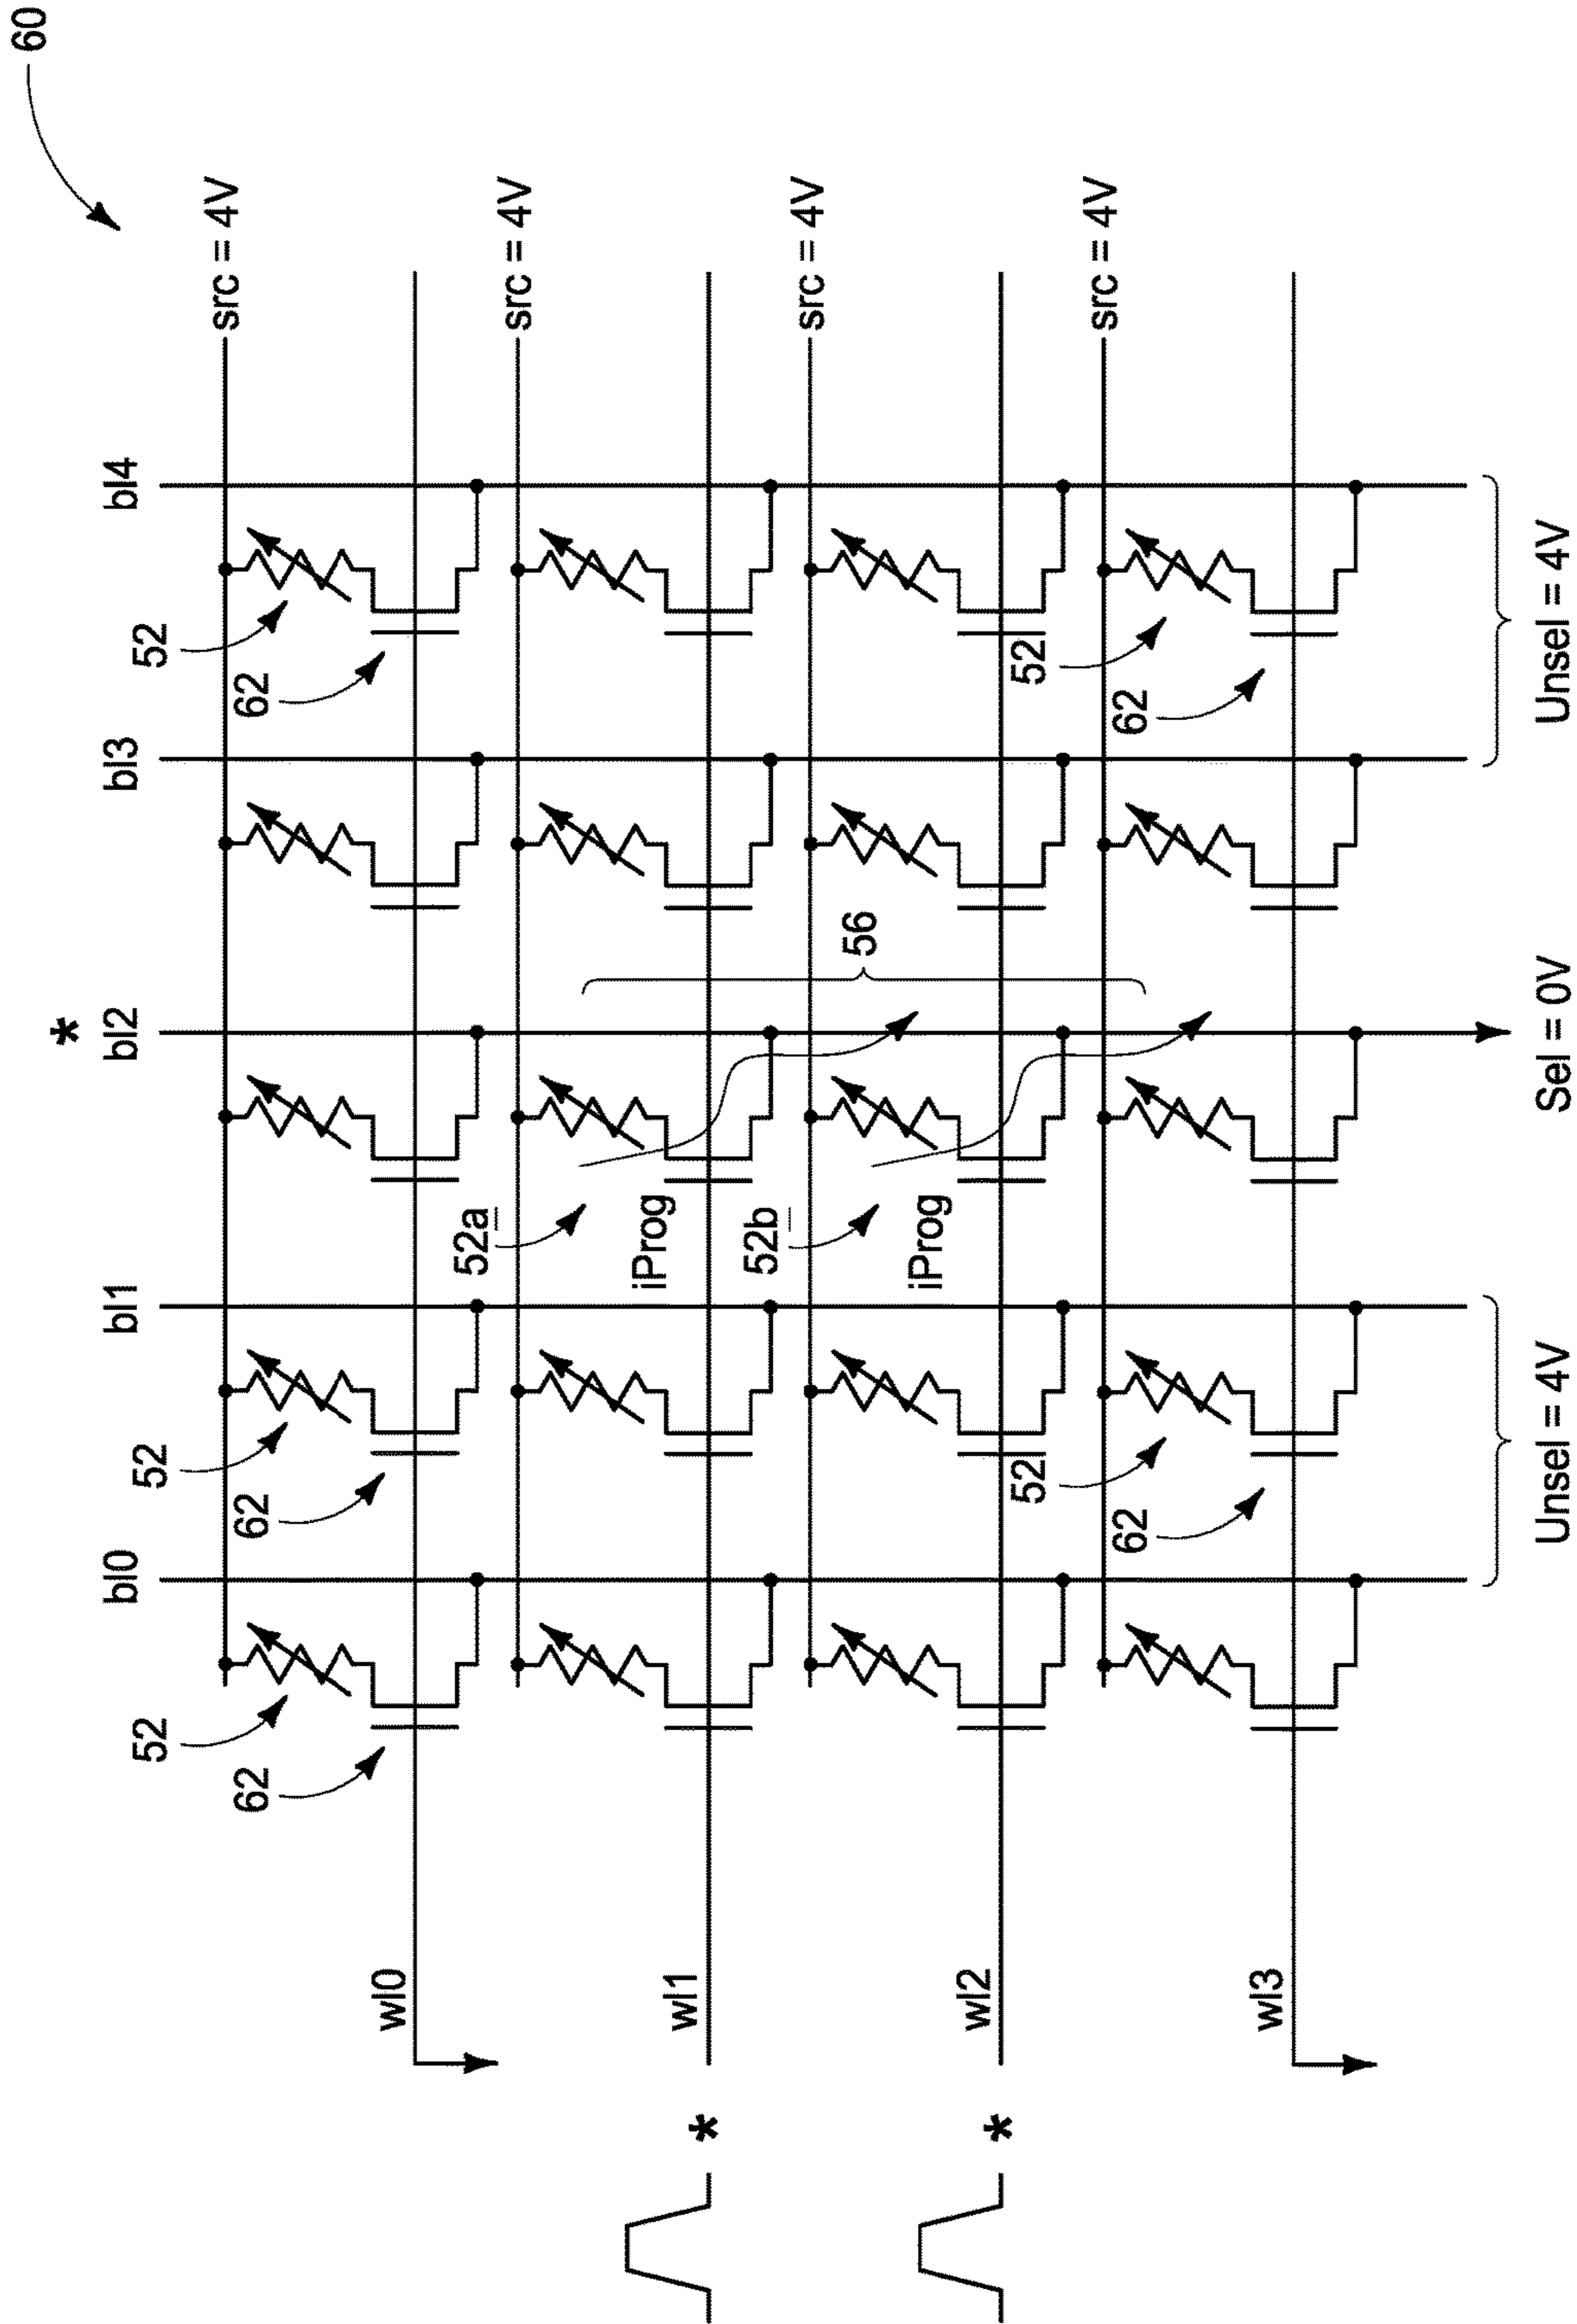 60
*
bl0 bl1 bl2 bl3 bl4
52 52 52
src = 4V
62 62 62
wl0
52a
src = 4V
iProg
wl1
*
52b
src = 4V
56
iProg
wl2
*
52 52
src = 4V
62 62
wl3
Unsel = 4V Sel = 0V Unsel = 4V